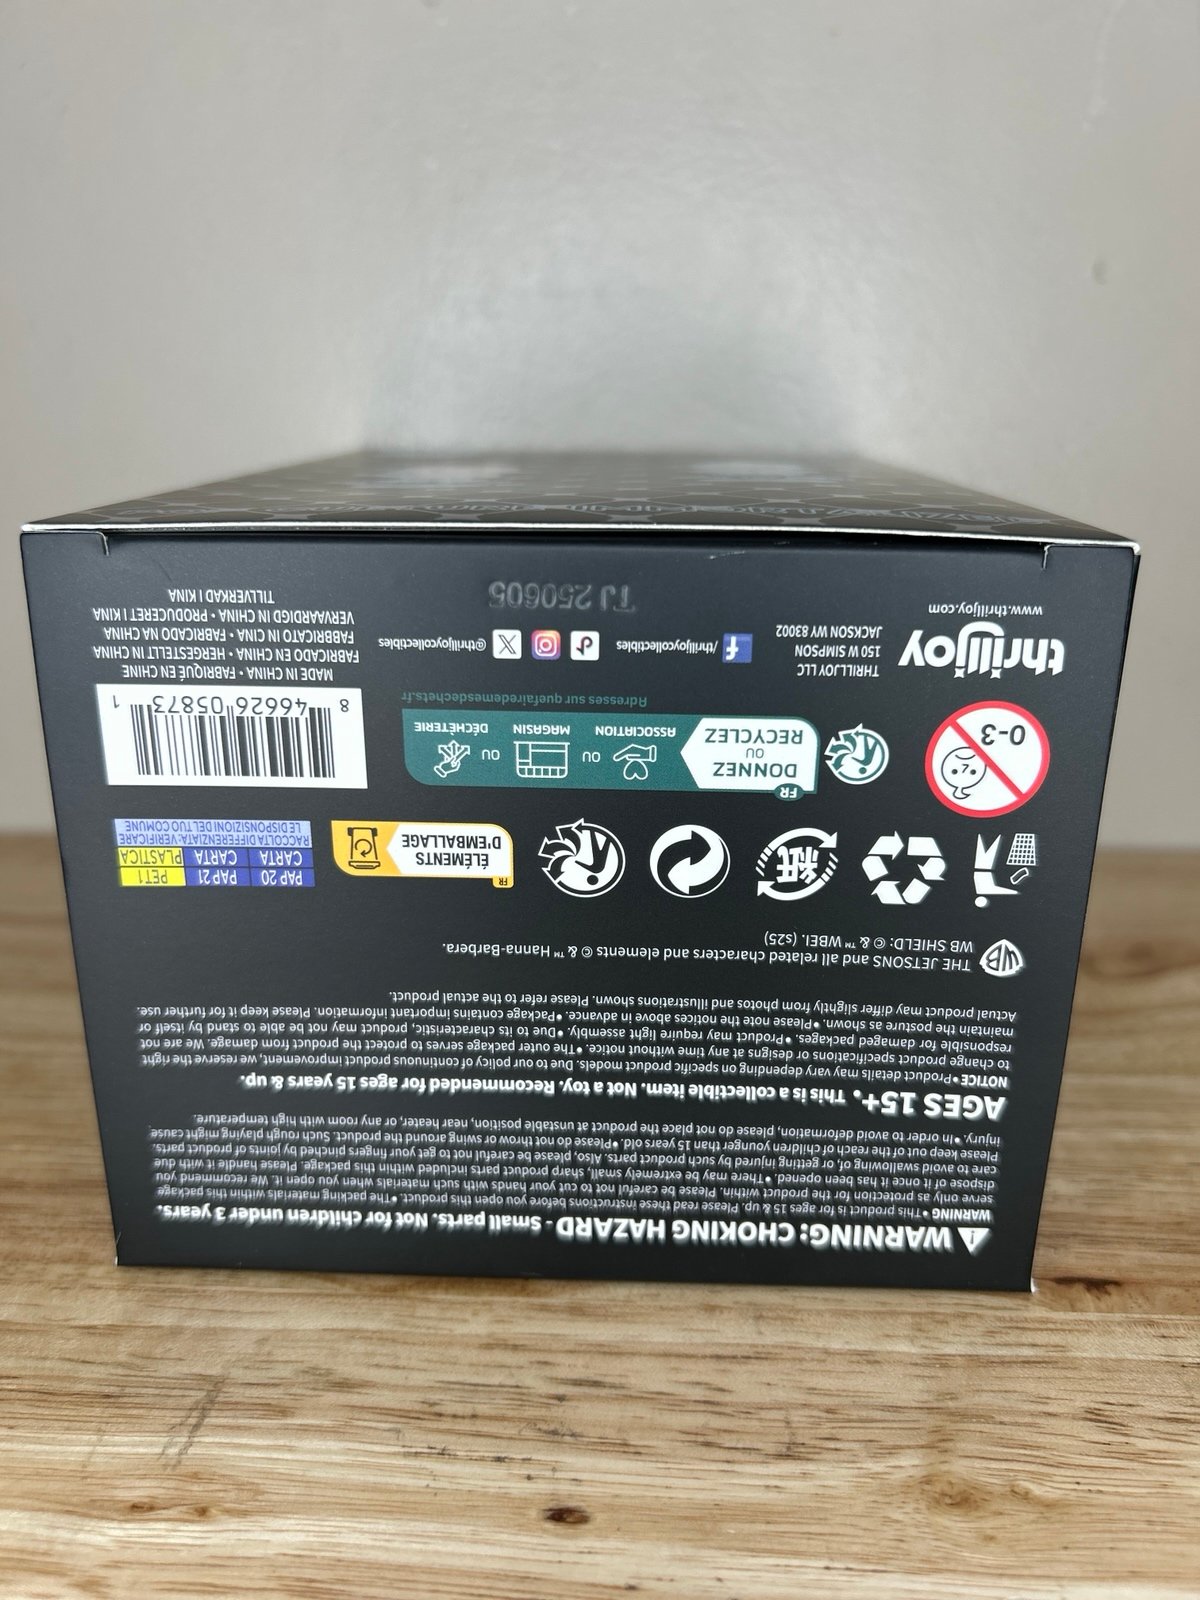 WARNING: CHOKING HAZARD - Small parts. Not for children under 3 years.
WARNING •This product is for ages 15 & up. Please read these instructions before you open this product. •The packing materials within this package
serve only as protection for the product within. Please be careful not to cut your hands with such materials when you open it. We recommend you
dispose of it once it has been opened. •There may be extremely small, sharp product parts included within this package. Please handle it with due
care to avoid swallowing of, or getting injured by such product parts. Also, please be careful not to get your fingers pinched by joints of product parts.
Please keep out of the reach of children younger than 15 years old. •Please do not throw or swing around the product. Such rough playing might cause
injury. •In order to avoid deformation, please do not place the product at unstable position, near heater, or any room with high temperature.
AGES 15+. This is a collectible item. Not a toy. Recommended for ages 15 years & up.
NOTICE •Product details may vary depending on specific product models. Due to our policy of continuous product improvement, we reserve the right
to change product specifications or designs at any time without notice. •The outer package serves to protect the product from damage. We are not
responsible for damaged packages. •Product may require light assembly. •Due to its characteristic, product may not be able to stand by itself or
maintain the posture as shown. •Please note the notices above in advance. •Package contains important information. Please keep it for further use.
Actual product may differ slightly from photos and illustrations shown. Please refer to the actual product.
WB
THE JETSONS and all related characters and elements © & ™ Hanna-Barbera.
WB SHIELD: © & ™ WBEI. (s25)
紙
FR
ÉLÉMENTS
D'EMBALLAGE
PAP 20
PAP 21
PET1
CARTA
CARTA
PLASTICA
RACCOLTA DIFFERENZIATA: VERIFICARE
LE DISPOSIZIONI DEL TUO COMUNE
0-3
FR
DONNEZ
OU
RECYCLEZ
ASSOCIATION
OU
MAGASIN
OU
DÉCHÈTERIE
Adresses sur quefairedemesdechets.fr
8 46626 05873 1
thrilljoy
www.thrilljoy.com
THRILLJOY LLC
150 W SIMPSON
JACKSON WY 83002
/thrilljoycollectibles
@thrilljoycollectibles
TJ 250605
MADE IN CHINA • FABRIQUÉ EN CHINE
FABRICADO EN CHINA • HERGESTELLT IN CHINA
FABBRICATO IN CINA • FABRICADO NA CHINA
VERVAARDIGD IN CHINA • PRODUCERET I KINA
TILLVERKAD I KINA